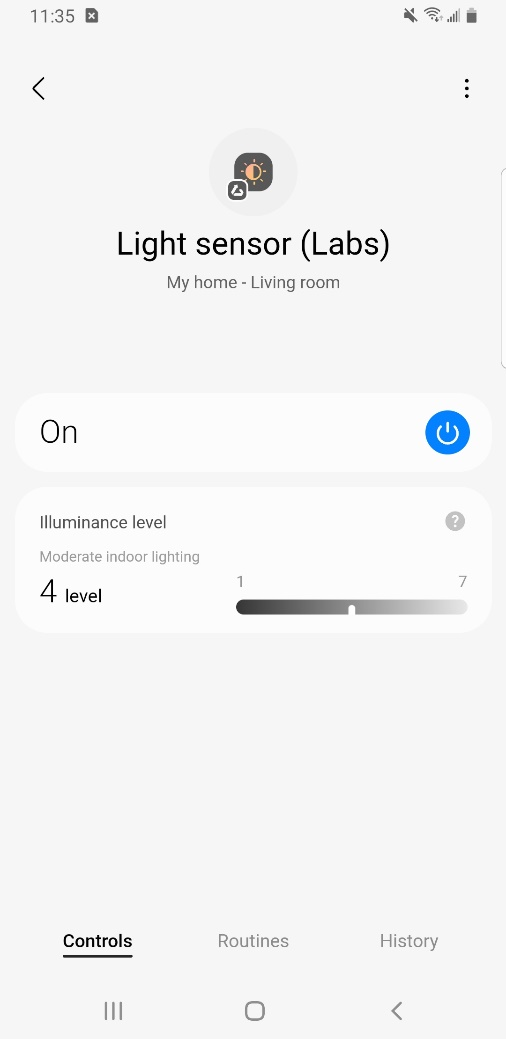 11:35
Light sensor (Labs)
My home - Living room
On
Illuminance level
?
Moderate indoor lighting
4 level
1
7
Controls
Routines
History